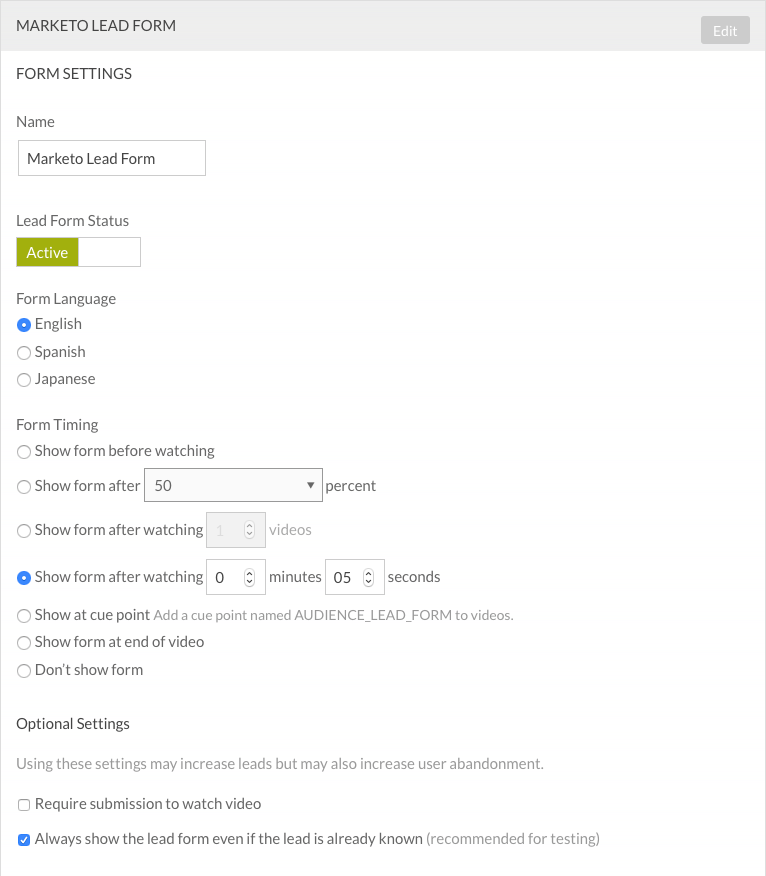 MARKETO LEAD FORM
Edit
FORM SETTINGS
Name
Marketo Lead Form
Lead Form Status
Active
Form Language
English
Spanish
Japanese
Form Timing
Show form before watching
Show form after 50 percent
Show form after watching 1 videos
Show form after watching 0 minutes 05 seconds
Show at cue point Add a cue point named AUDIENCE_LEAD_FORM to videos.
Show form at end of video
Don't show form
Optional Settings
Using these settings may increase leads but may also increase user abandonment.
Require submission to watch video
Always show the lead form even if the lead is already known (recommended for testing)